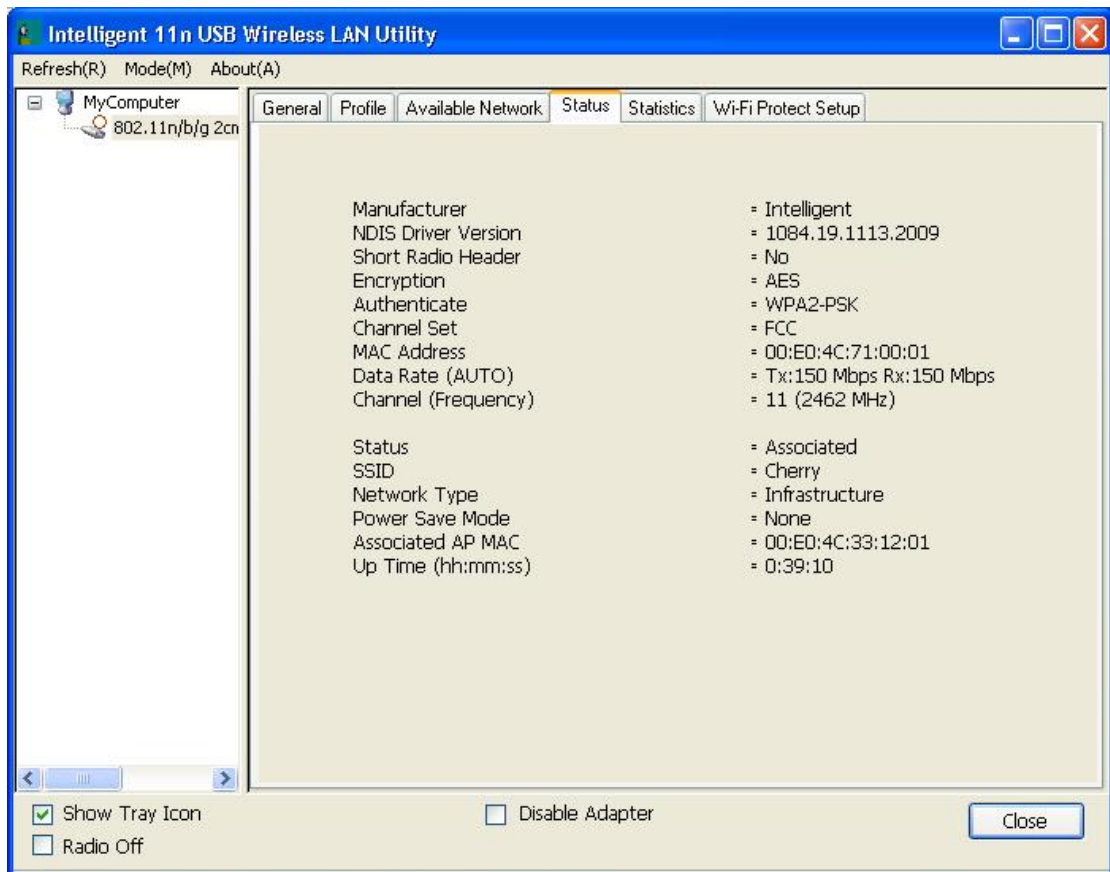 Intelligent 11n USB Wireless LAN Utility
Refresh(R) Mode(M) About(A)
MyComputer
802.11n/b/g 2cn
General Profile Available Network Status Statistics Wi-Fi Protect Setup
Manufacturer = Intelligent
NDIS Driver Version = 1084.19.1113.2009
Short Radio Header = No
Encryption = AES
Authenticate = WPA2-PSK
Channel Set = FCC
MAC Address = 00:E0:4C:71:00:01
Data Rate (AUTO) = Tx:150 Mbps Rx:150 Mbps
Channel (Frequency) = 11 (2462 MHz)
Status = Associated
SSID = Cherry
Network Type = Infrastructure
Power Save Mode = None
Associated AP MAC = 00:E0:4C:33:12:01
Up Time (hh:mm:ss) = 0:39:10
Show Tray Icon
Disable Adapter
Close
Radio Off